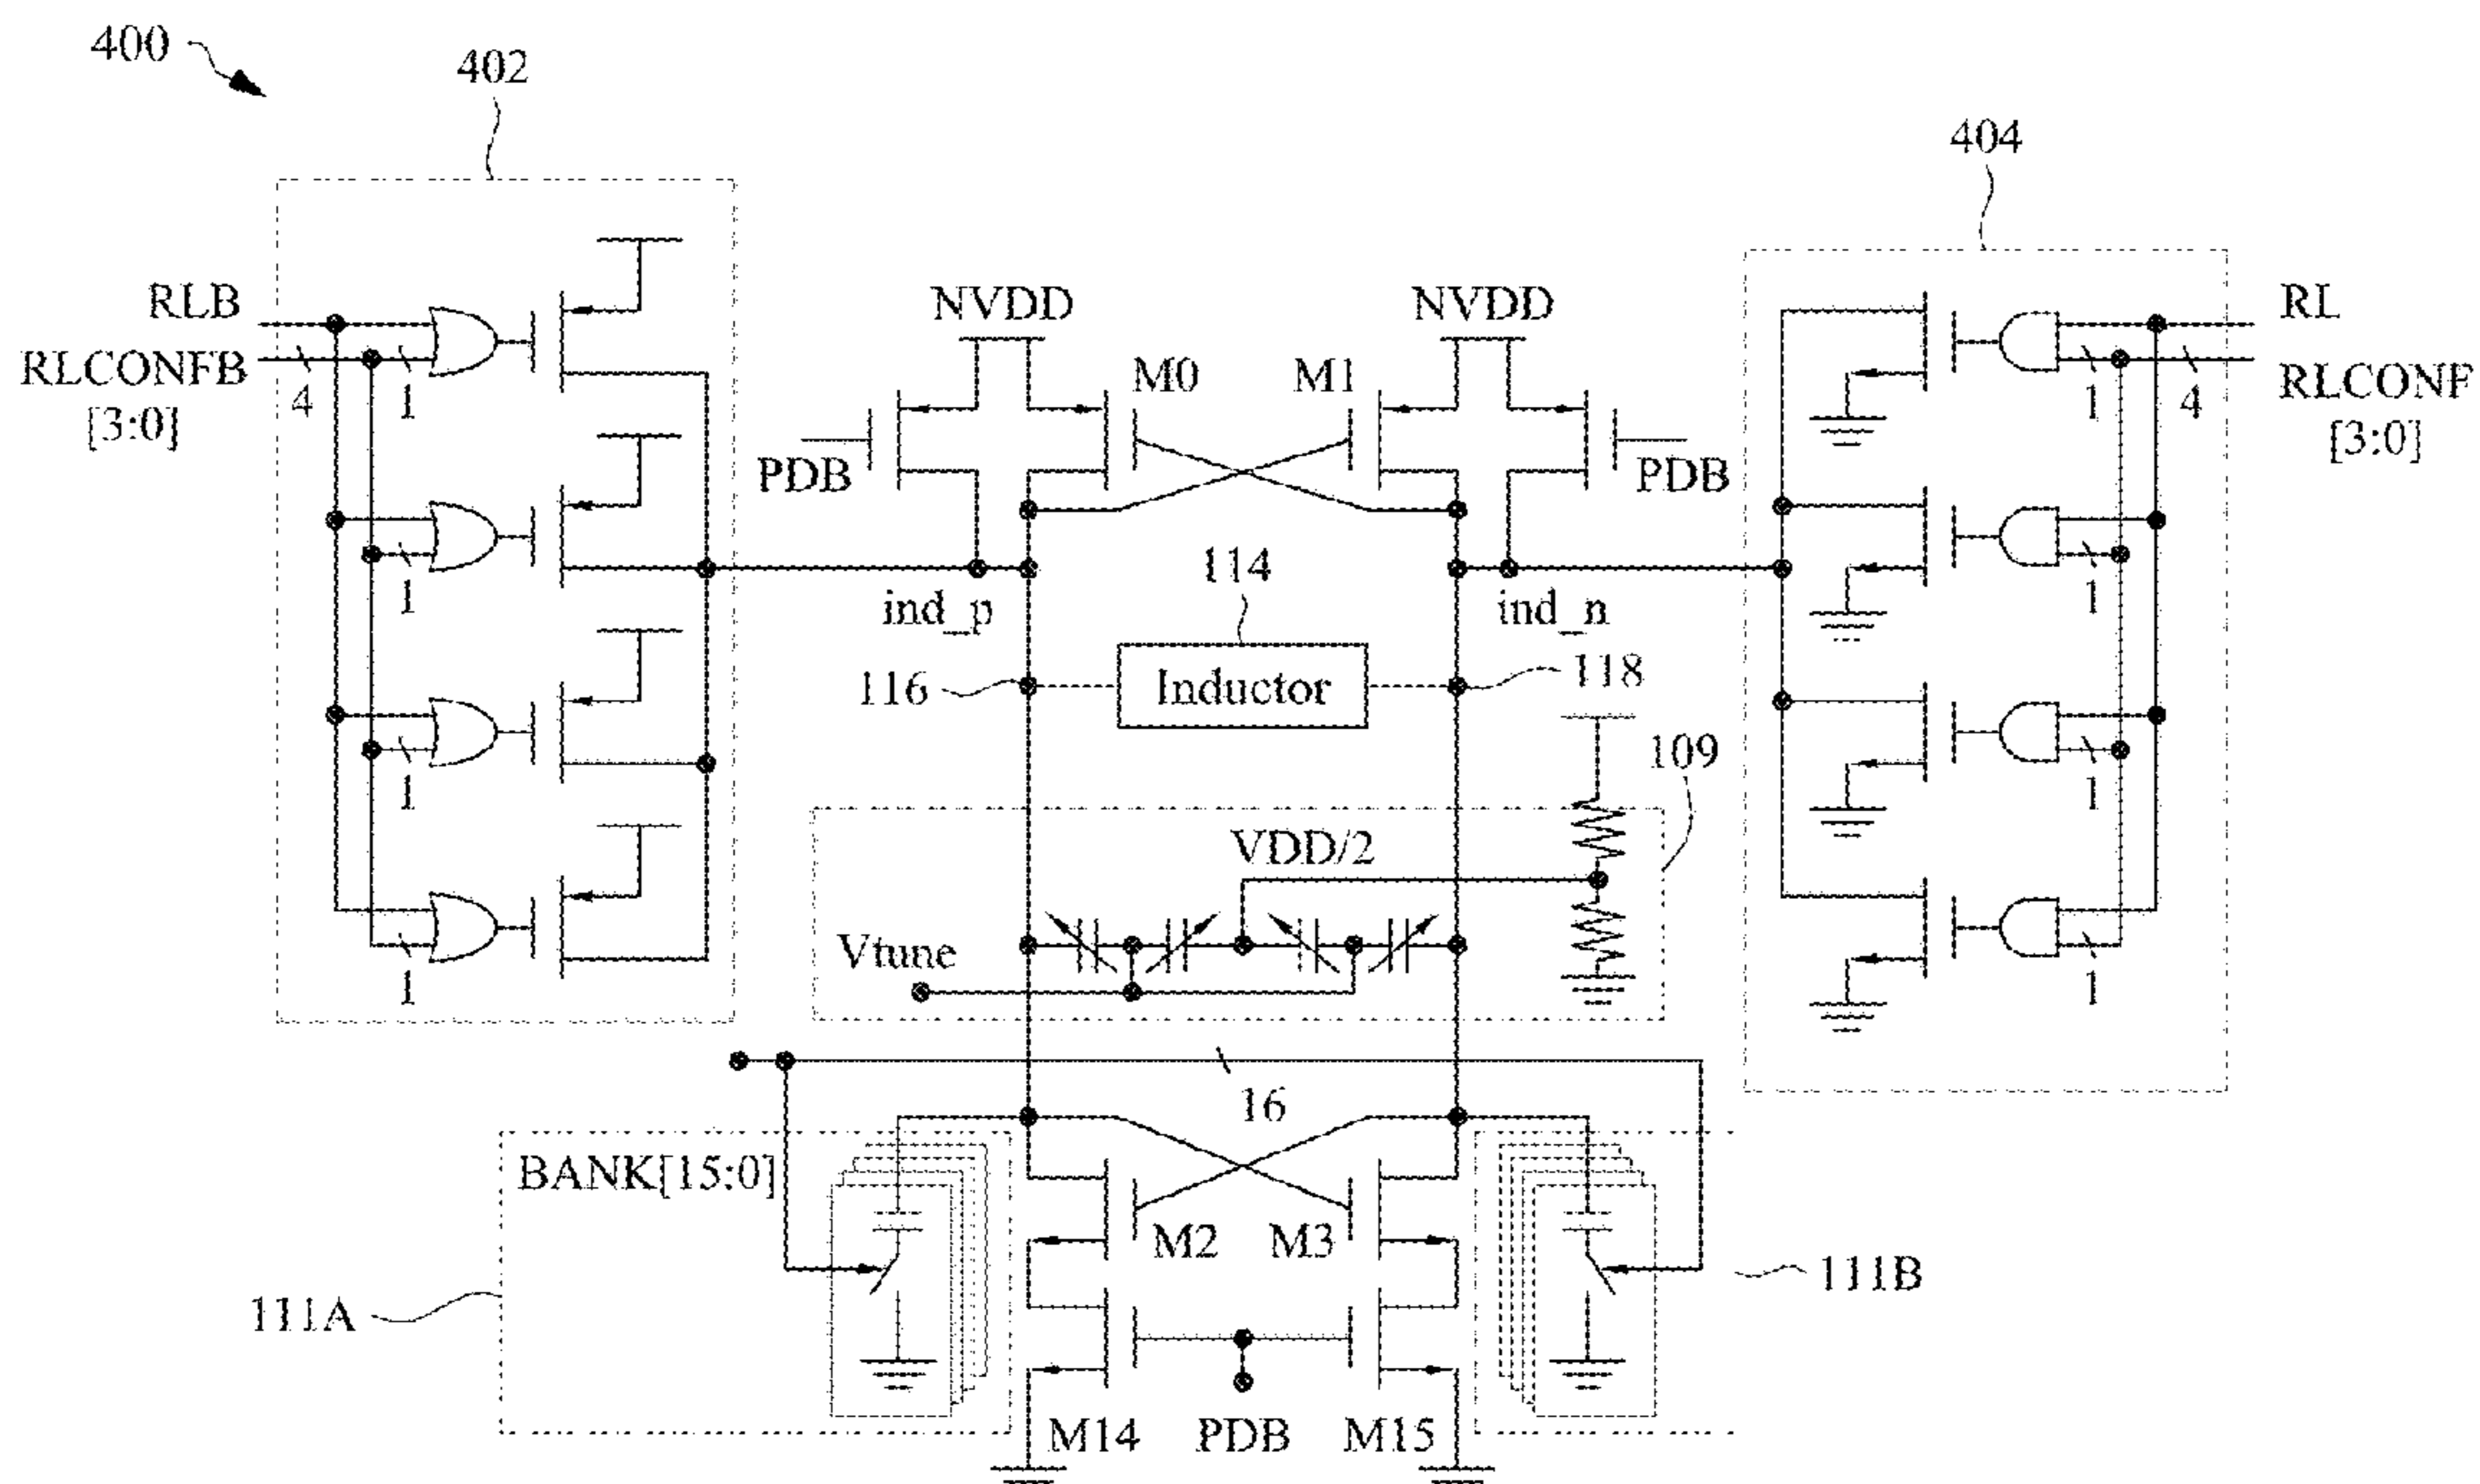 400
402
404
RLB
RLCONFB
[3:0]
4
1
1
1
1
NVDD
NVDD
M0
M1
PDB
PDB
RL
RLCONF
[3:0]
4
1
1
1
1
ind_p
ind_n
114
Inductor
116
118
109
VDD/2
Vtune
16
BANK[15:0]
M2
M3
111A
111B
M14
PDB
M15